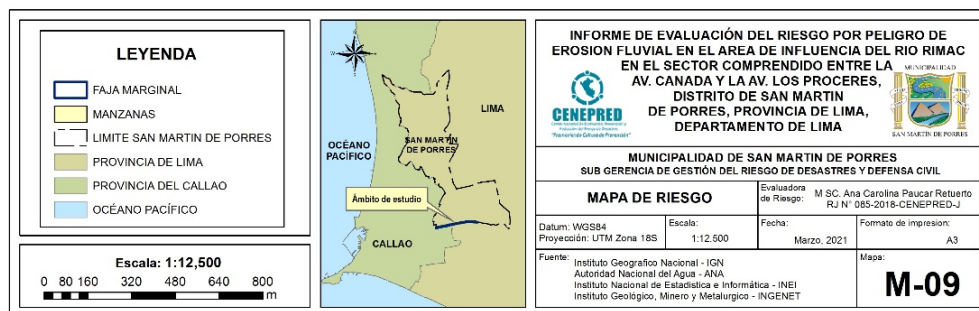 LEYENDA
FAJA MARGINAL
MANZANAS
LIMITE SAN MARTIN DE PORRES
PROVINCIA DE LIMA
PROVINCIA DEL CALLAO
OCÉANO PACÍFICO
Escala: 1:12,500
0 80 160 320 480 640 800
m
LIMA
SAN MARTÍN
DE PORRES
OCÉANO
PACÍFICO
Ámbito de estudio
CALLAO
INFORME DE EVALUACIÓN DEL RIESGO POR PELIGRO DE
EROSION FLUVIAL EN EL AREA DE INFLUENCIA DEL RIO RIMAC
EN EL SECTOR COMPRENDIDO ENTRE LA
AV. CANADA Y LA AV. LOS PROCERES,
DISTRITO DE SAN MARTIN
DE PORRES, PROVINCIA DE LIMA,
DEPARTAMENTO DE LIMA
CENEPRED
MUNICIPALIDAD
SAN MARTIN DE PORRES
MUNICIPALIDAD DE SAN MARTIN DE PORRES
SUB GERENCIA DE GESTIÓN DEL RIESGO DE DESASTRES Y DEFENSA CIVIL
MAPA DE RIESGO
Evaluadora
de Riesgo:
M SC. Ana Carolina Paucar Retuerto
RJ N° 085-2018-CENEPRED-J
Datum: WGS84
Proyección: UTM Zona 18S
Escala:
1:12.500
Fecha:
Marzo, 2021
Formato de impresion:
A3
Fuente:
Instituto Geografico Nacional - IGN
Autoridad Nacional del Agua - ANA
Instituto Nacional de Estadistica e Informática - INEI
Instituto Geológico, Minero y Metalurgico - INGENET
Mapa:
M-09